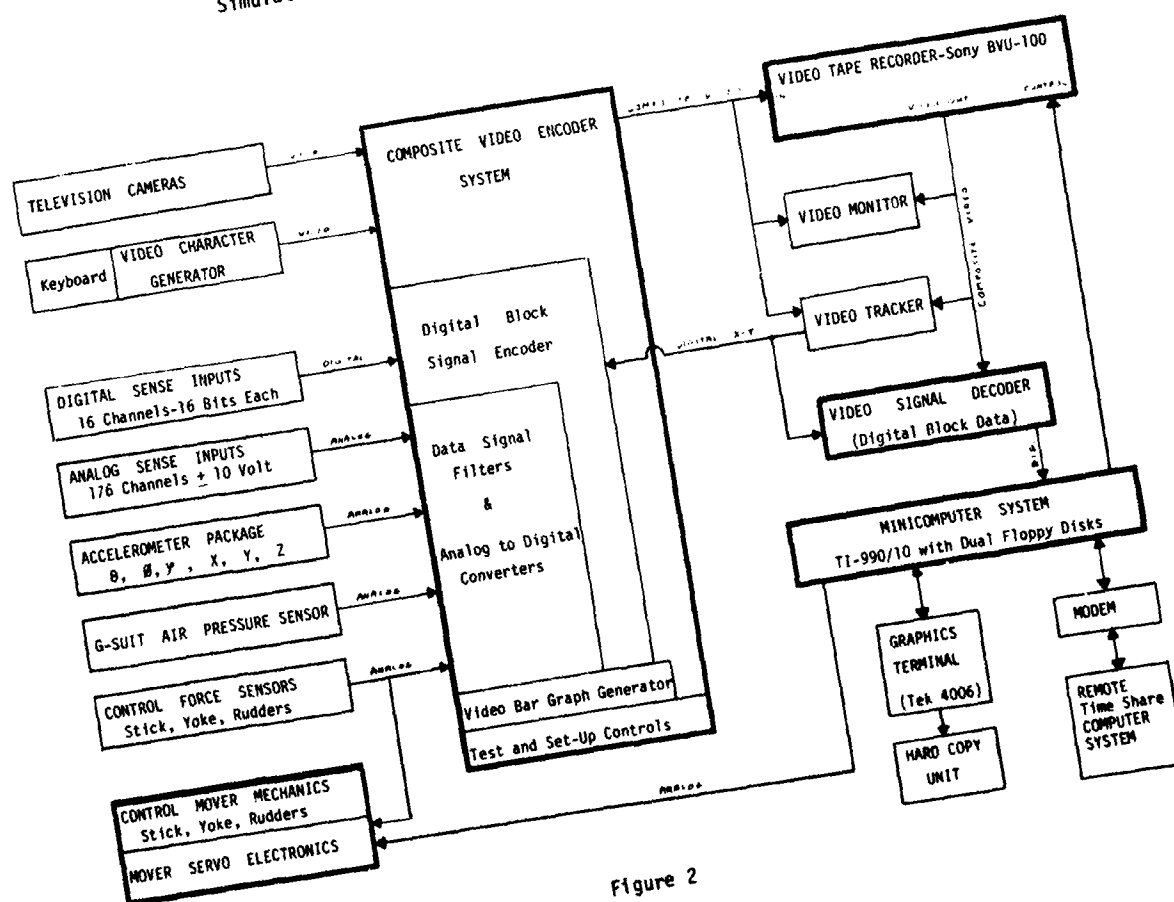 VIDEO TAPE RECORDER-Sony BVU-100
IN
CONTROL
COMPOSITE VIDEO ENCODER
SYSTEM
TELEVISION CAMERAS
Keyboard
VIDEO CHARACTER
GENERATOR
VIDEO MONITOR
COMPOSITE VIDEO
VIDEO TRACKER
DIGITAL X-Y
Digital Block
Signal Encoder
DIGITAL SENSE INPUTS
16 Channels-16 Bits Each
DIGITAL
VIDEO SIGNAL DECODER
(Digital Block Data)
DIG
ANALOG SENSE INPUTS
176 Channels ± 10 Volt
ANALOG
Data Signal
Filters
&
Analog to Digital
Converters
ACCELEROMETER PACKAGE
θ, Ø, γ, X, Y, Z
ANALOG
MINICOMPUTER SYSTEM
TI-990/10 with Dual Floppy Disks
G-SUIT AIR PRESSURE SENSOR
ANALOG
MODEM
GRAPHICS
TERMINAL
(Tek 4006)
CONTROL FORCE SENSORS
Stick, Yoke, Rudders
ANALOG
REMOTE
Time Share
COMPUTER
SYSTEM
Video Bar Graph Generator
Test and Set-Up Controls
HARD COPY
UNIT
CONTROL MOVER MECHANICS
Stick, Yoke, Rudders
MOVER SERVO ELECTRONICS
ANALOG
Figure 2